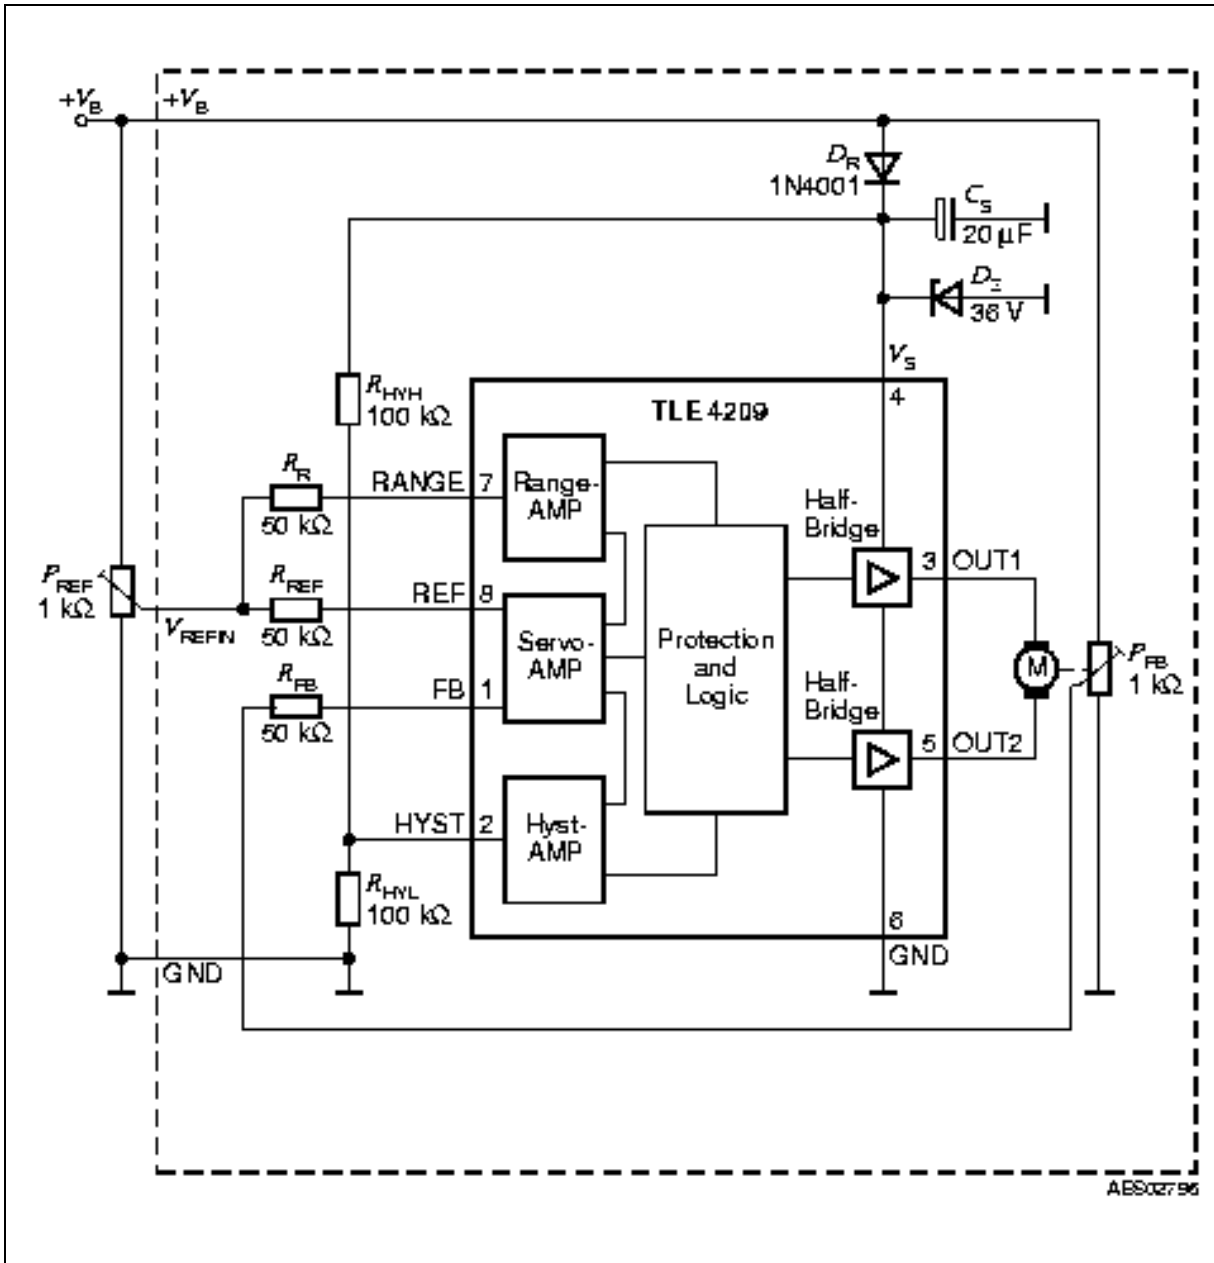 +VB
+VB
DR
1N4001
CS
20 µF
DZ
36 V
VS
4
RHYH
100 kΩ
TLE 4209
RR
50 kΩ
RANGE 7
Range-
AMP
Half-
Bridge
3 OUT1
PREF
1 kΩ
VREFIN
RREF
50 kΩ
REF 8
Servo-
AMP
Protection
and
Logic
M
PFB
1 kΩ
RFB
50 kΩ
FB 1
Half-
Bridge
5 OUT2
HYST 2
Hyst-
AMP
RHYL
100 kΩ
6
GND
GND
AES02795